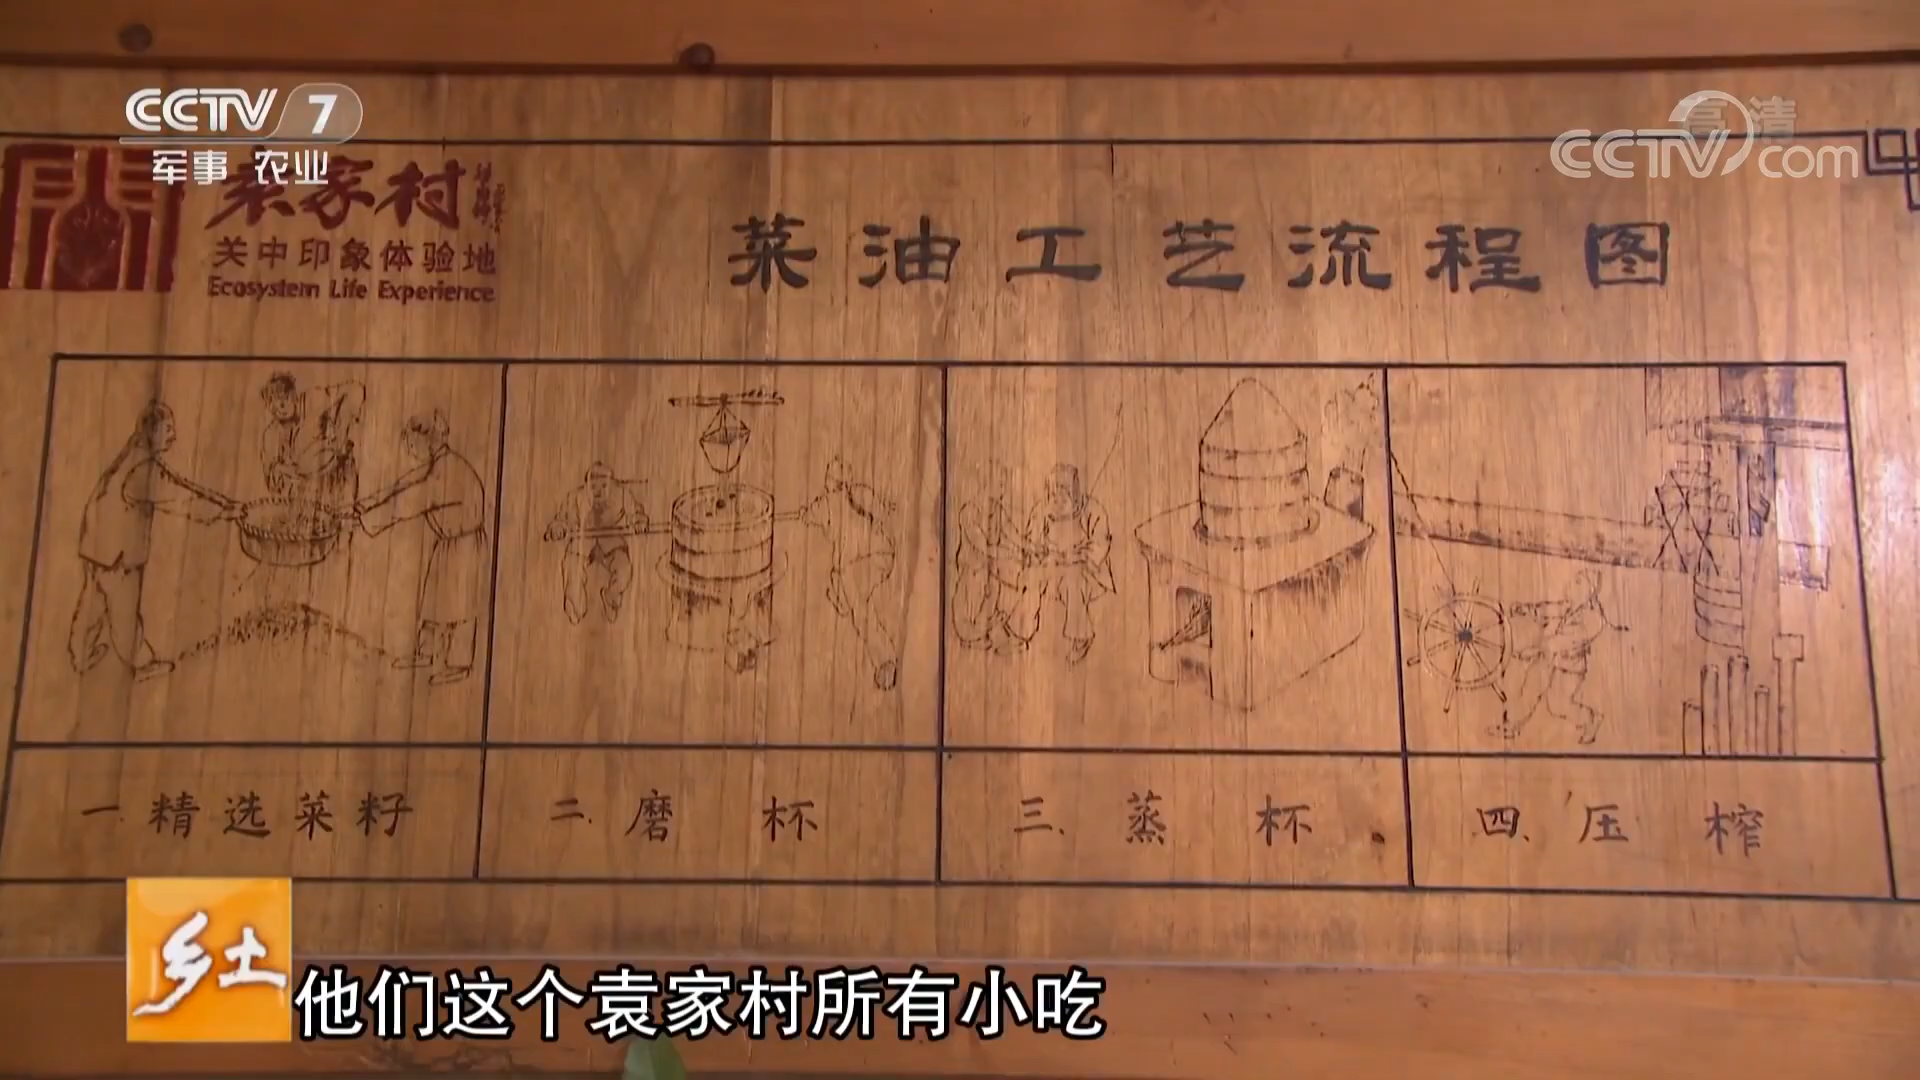 CCTV 7
军事 农业
高清
CCTV.com
袁家村
关中印象体验地
Ecosystem Life Experience
菜油工艺流程图
一.精选菜籽
二.磨杯
三、蒸杯
四、压榨
乡土
他们这个袁家村所有小吃